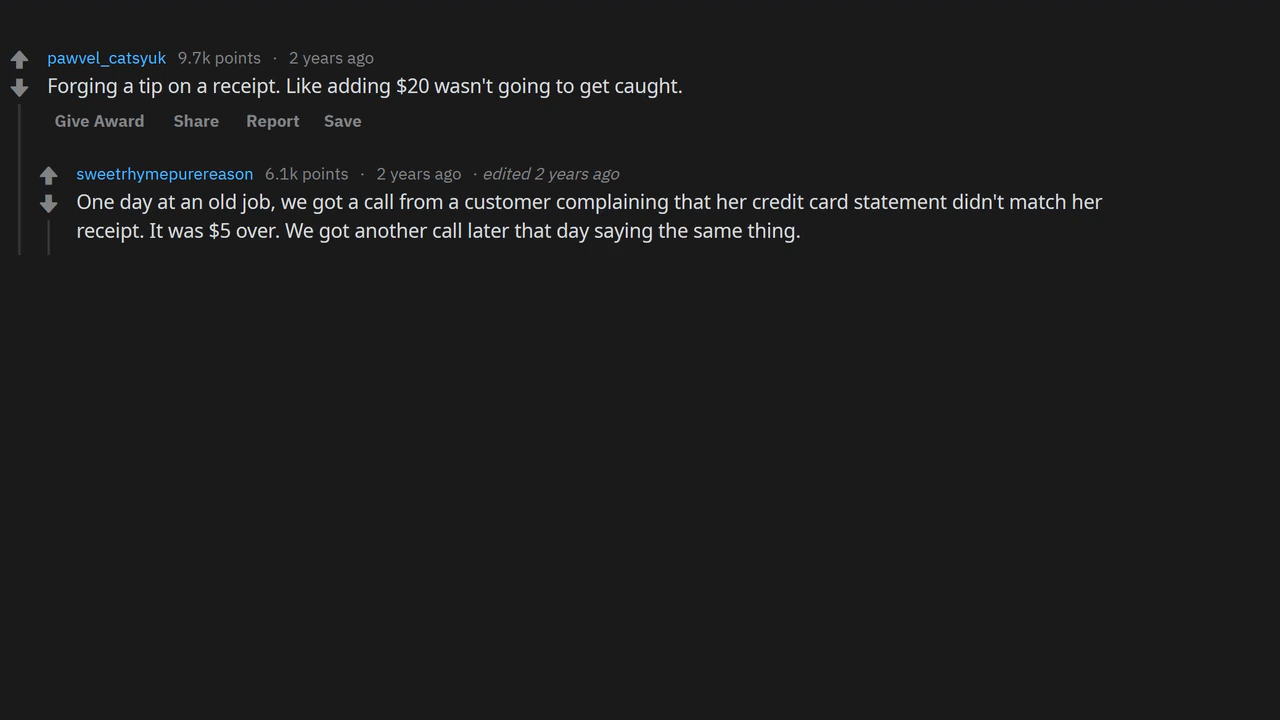 pawvel_catsyuk 9.7k points · 2 years ago
Forging a tip on a receipt. Like adding $20 wasn't going to get caught.
Give Award Share Report Save
sweetrhymepurereason 6.1k points · 2 years ago · edited 2 years ago
One day at an old job, we got a call from a customer complaining that her credit card statement didn't match her
receipt. It was $5 over. We got another call later that day saying the same thing.